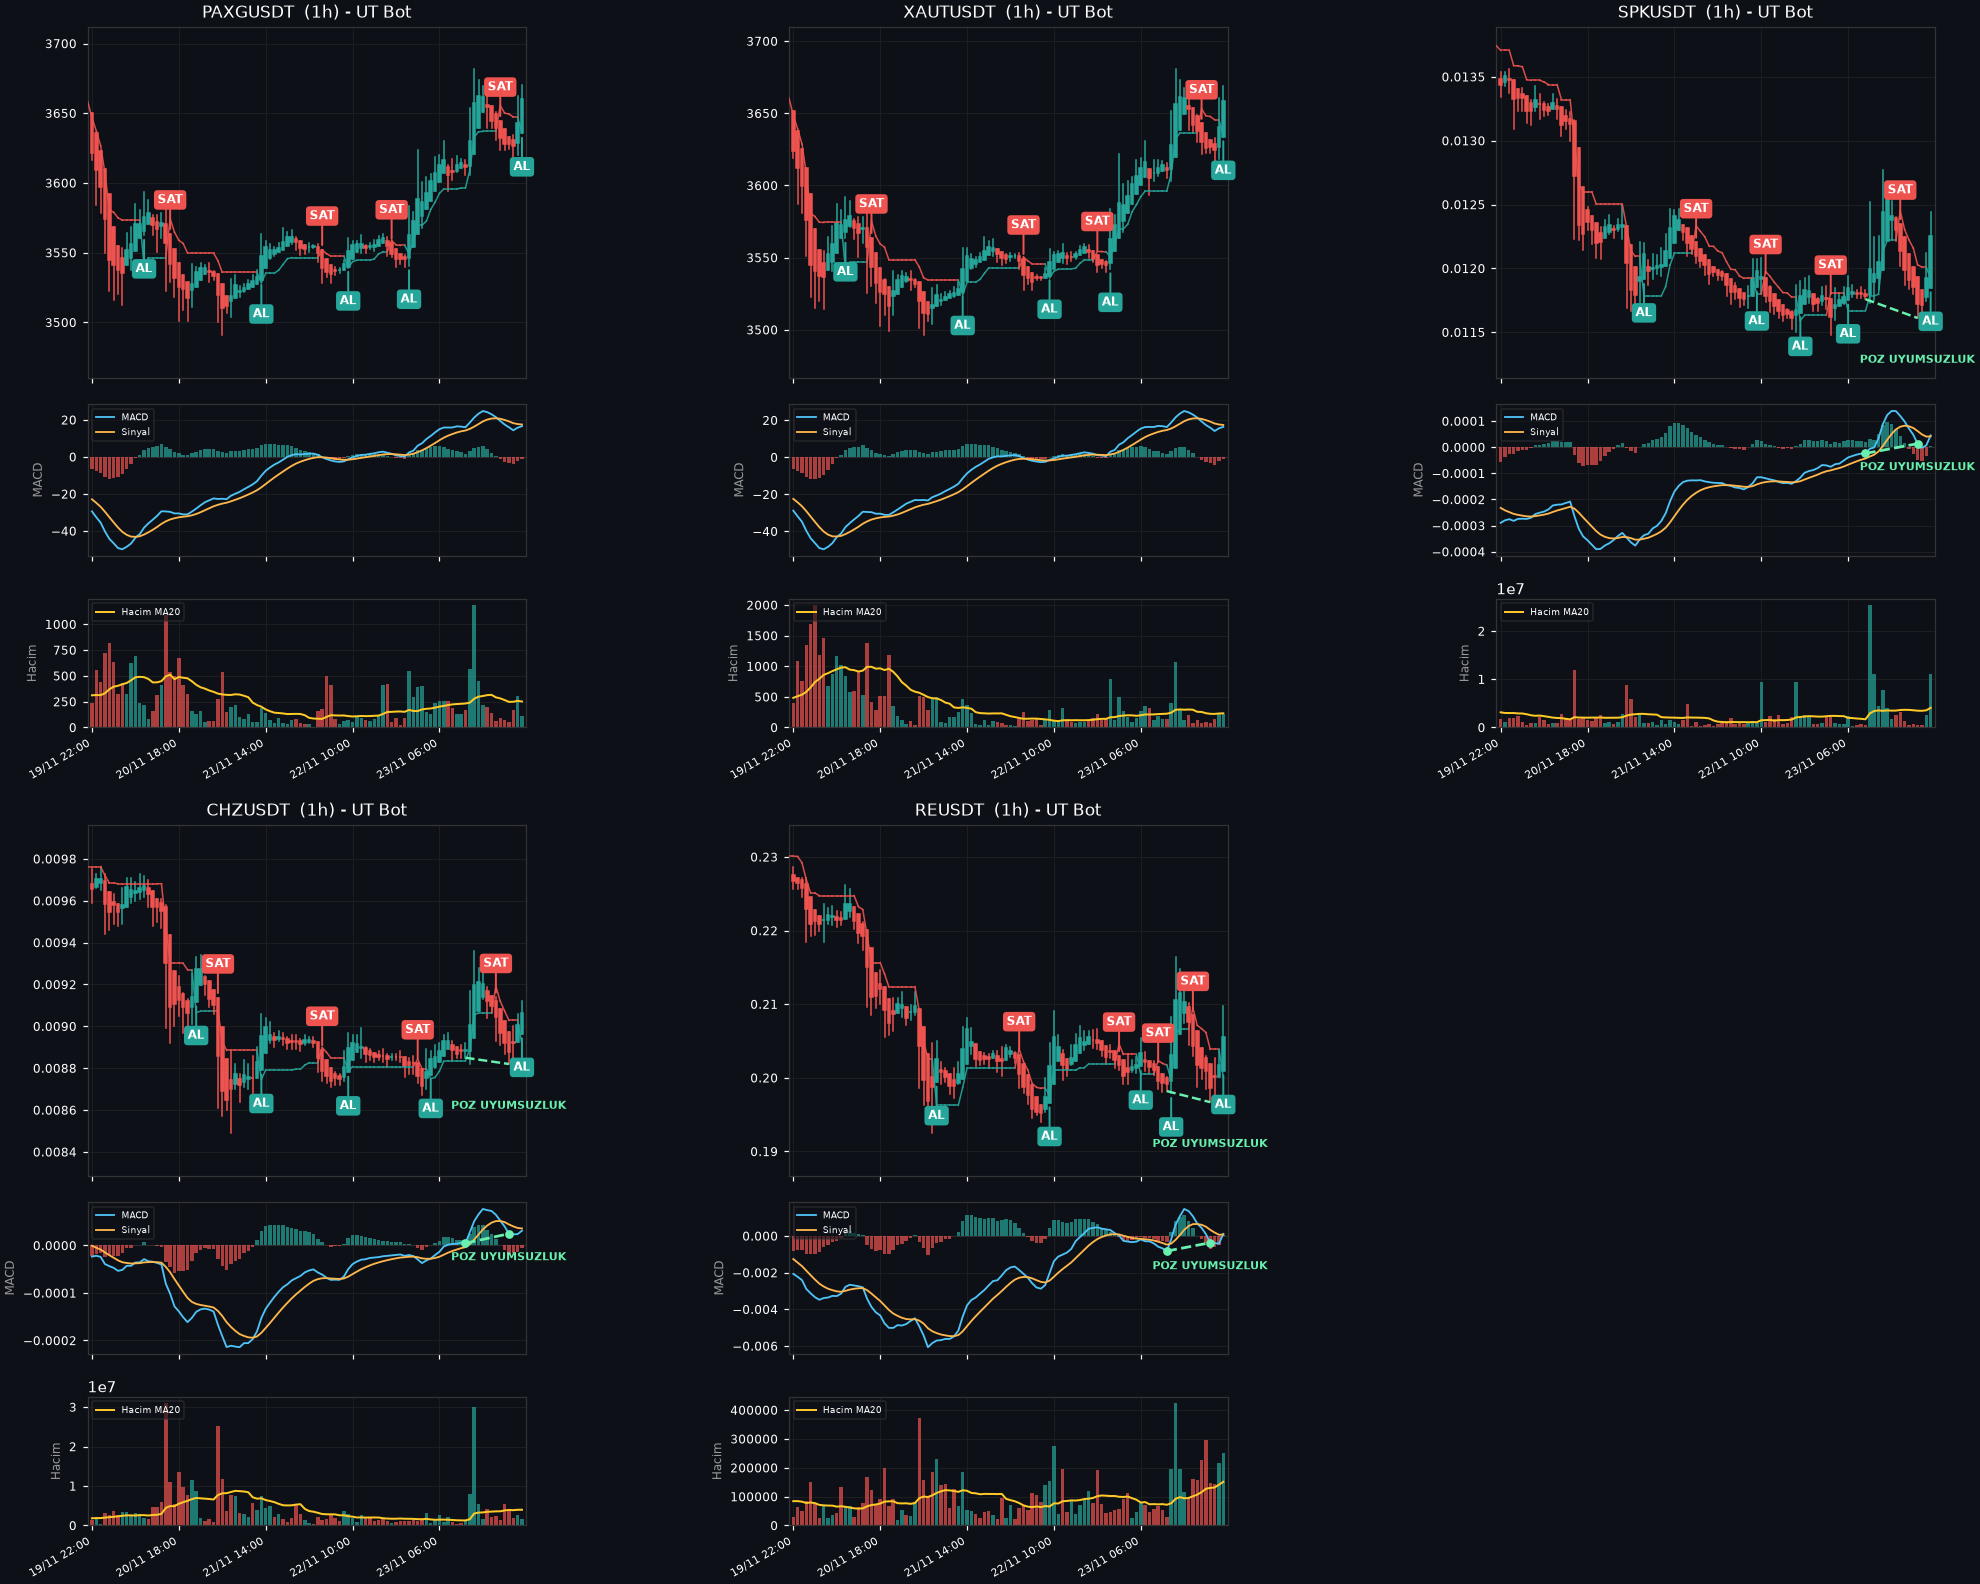 PAXGUSDT (1h) - UT Bot
3700
3650
3600
3550
3500
SAT
SAT
SAT
SAT
AL
AL
AL
AL
AL
MACD
Sinyal
20
0
−20
−40
MACD
Hacim MA20
1000
750
500
250
0
Hacim
19/11 22:00
20/11 18:00
21/11 14:00
22/11 10:00
23/11 06:00
XAUTUSDT (1h) - UT Bot
3700
3650
3600
3550
3500
SAT
SAT
SAT
SAT
AL
AL
AL
AL
AL
MACD
Sinyal
20
0
−20
−40
MACD
Hacim MA20
2000
1500
1000
500
0
Hacim
19/11 22:00
20/11 18:00
21/11 14:00
22/11 10:00
23/11 06:00
SPKUSDT (1h) - UT Bot
0.0135
0.0130
0.0125
0.0120
0.0115
SAT
SAT
SAT
SAT
AL
AL
AL
AL
AL
POZ UYUMSUZLUK
MACD
Sinyal
0.0001
0.0000
−0.0001
−0.0002
−0.0003
−0.0004
MACD
POZ UYUMSUZLUK
1e7
Hacim MA20
2
1
0
Hacim
19/11 22:00
20/11 18:00
21/11 14:00
22/11 10:00
23/11 06:00
CHZUSDT (1h) - UT Bot
0.0098
0.0096
0.0094
0.0092
0.0090
0.0088
0.0086
0.0084
SAT
SAT
SAT
SAT
AL
AL
AL
AL
AL
POZ UYUMSUZLUK
MACD
Sinyal
0.0000
−0.0001
−0.0002
MACD
POZ UYUMSUZLUK
1e7
Hacim MA20
3
2
1
0
Hacim
19/11 22:00
20/11 18:00
21/11 14:00
22/11 10:00
23/11 06:00
REUSDT (1h) - UT Bot
0.23
0.22
0.21
0.20
0.19
SAT
SAT
SAT
SAT
AL
AL
AL
AL
AL
POZ UYUMSUZLUK
MACD
Sinyal
0.000
−0.002
−0.004
−0.006
MACD
POZ UYUMSUZLUK
Hacim MA20
400000
300000
200000
100000
0
Hacim
19/11 22:00
20/11 18:00
21/11 14:00
22/11 10:00
23/11 06:00